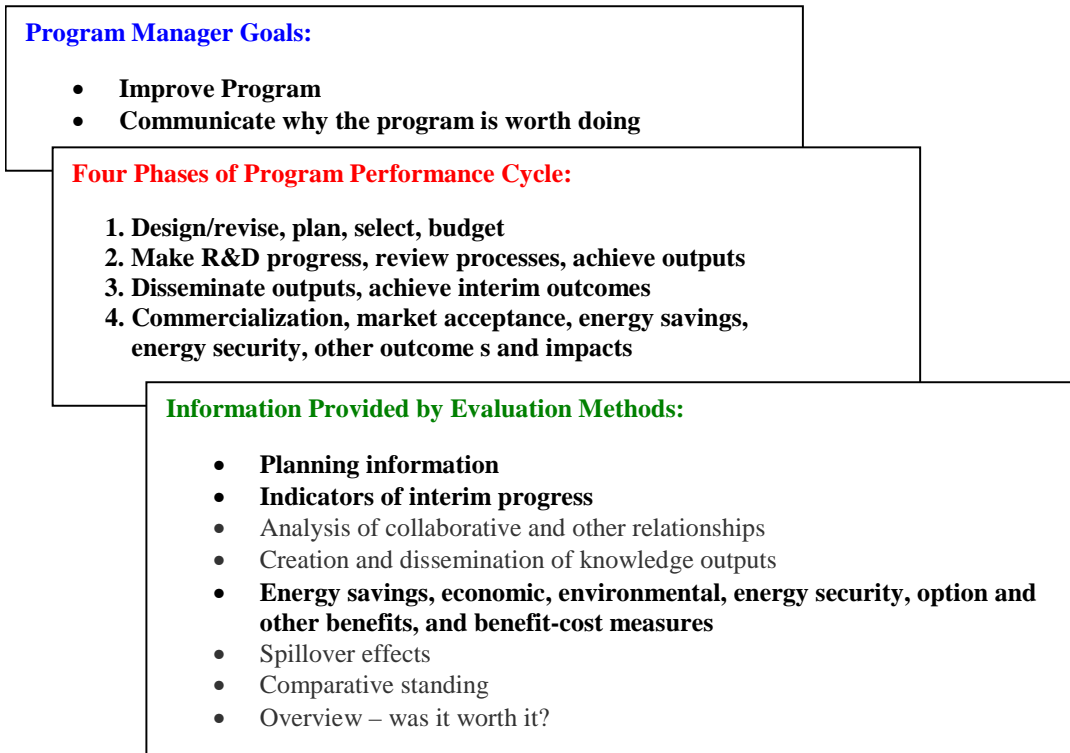 Program Manager Goals:
• Improve Program
• Communicate why the program is worth doing
Four Phases of Program Performance Cycle:
1. Design/revise, plan, select, budget
2. Make R&D progress, review processes, achieve outputs
3. Disseminate outputs, achieve interim outcomes
4. Commercialization, market acceptance, energy savings,
energy security, other outcome s and impacts
Information Provided by Evaluation Methods:
• Planning information
• Indicators of interim progress
• Analysis of collaborative and other relationships
• Creation and dissemination of knowledge outputs
• Energy savings, economic, environmental, energy security, option and
other benefits, and benefit-cost measures
• Spillover effects
• Comparative standing
• Overview – was it worth it?